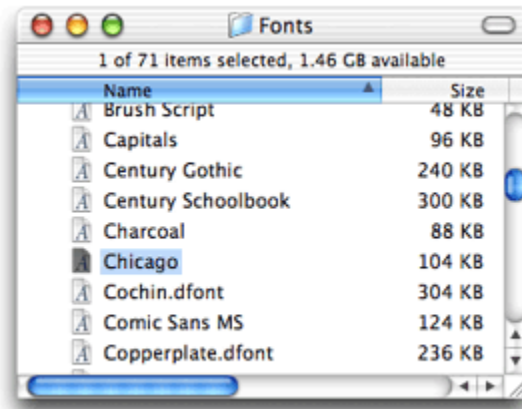 Fonts
1 of 71 items selected, 1.46 GB available
Name Size
Brush Script 48 KB
Capitals 96 KB
Century Gothic 240 KB
Century Schoolbook 300 KB
Charcoal 88 KB
Chicago 104 KB
Cochin.dfont 304 KB
Comic Sans MS 124 KB
Copperplate.dfont 236 KB